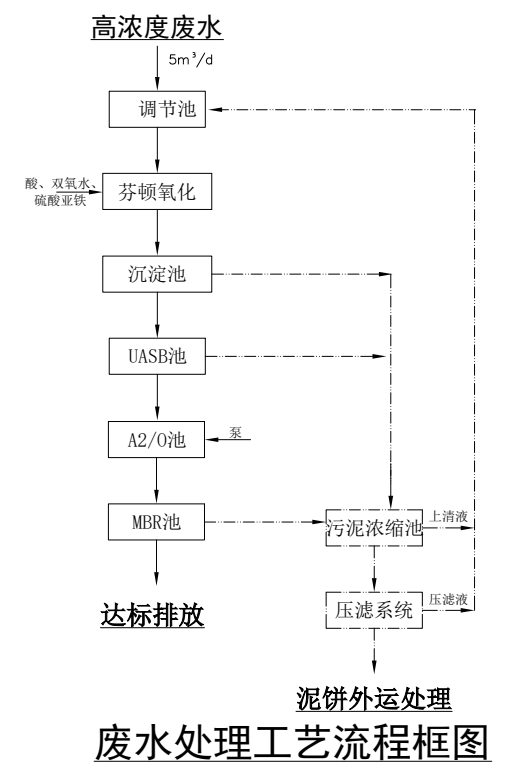 高浓度废水
5m³/d
调节池
酸、双氧水、
硫酸亚铁
芬顿氧化
沉淀池
UASB池
A2/O池
泵
MBR池
污泥浓缩池
上清液
达标排放
压滤系统
压滤液
泥饼外运处理
废水处理工艺流程框图